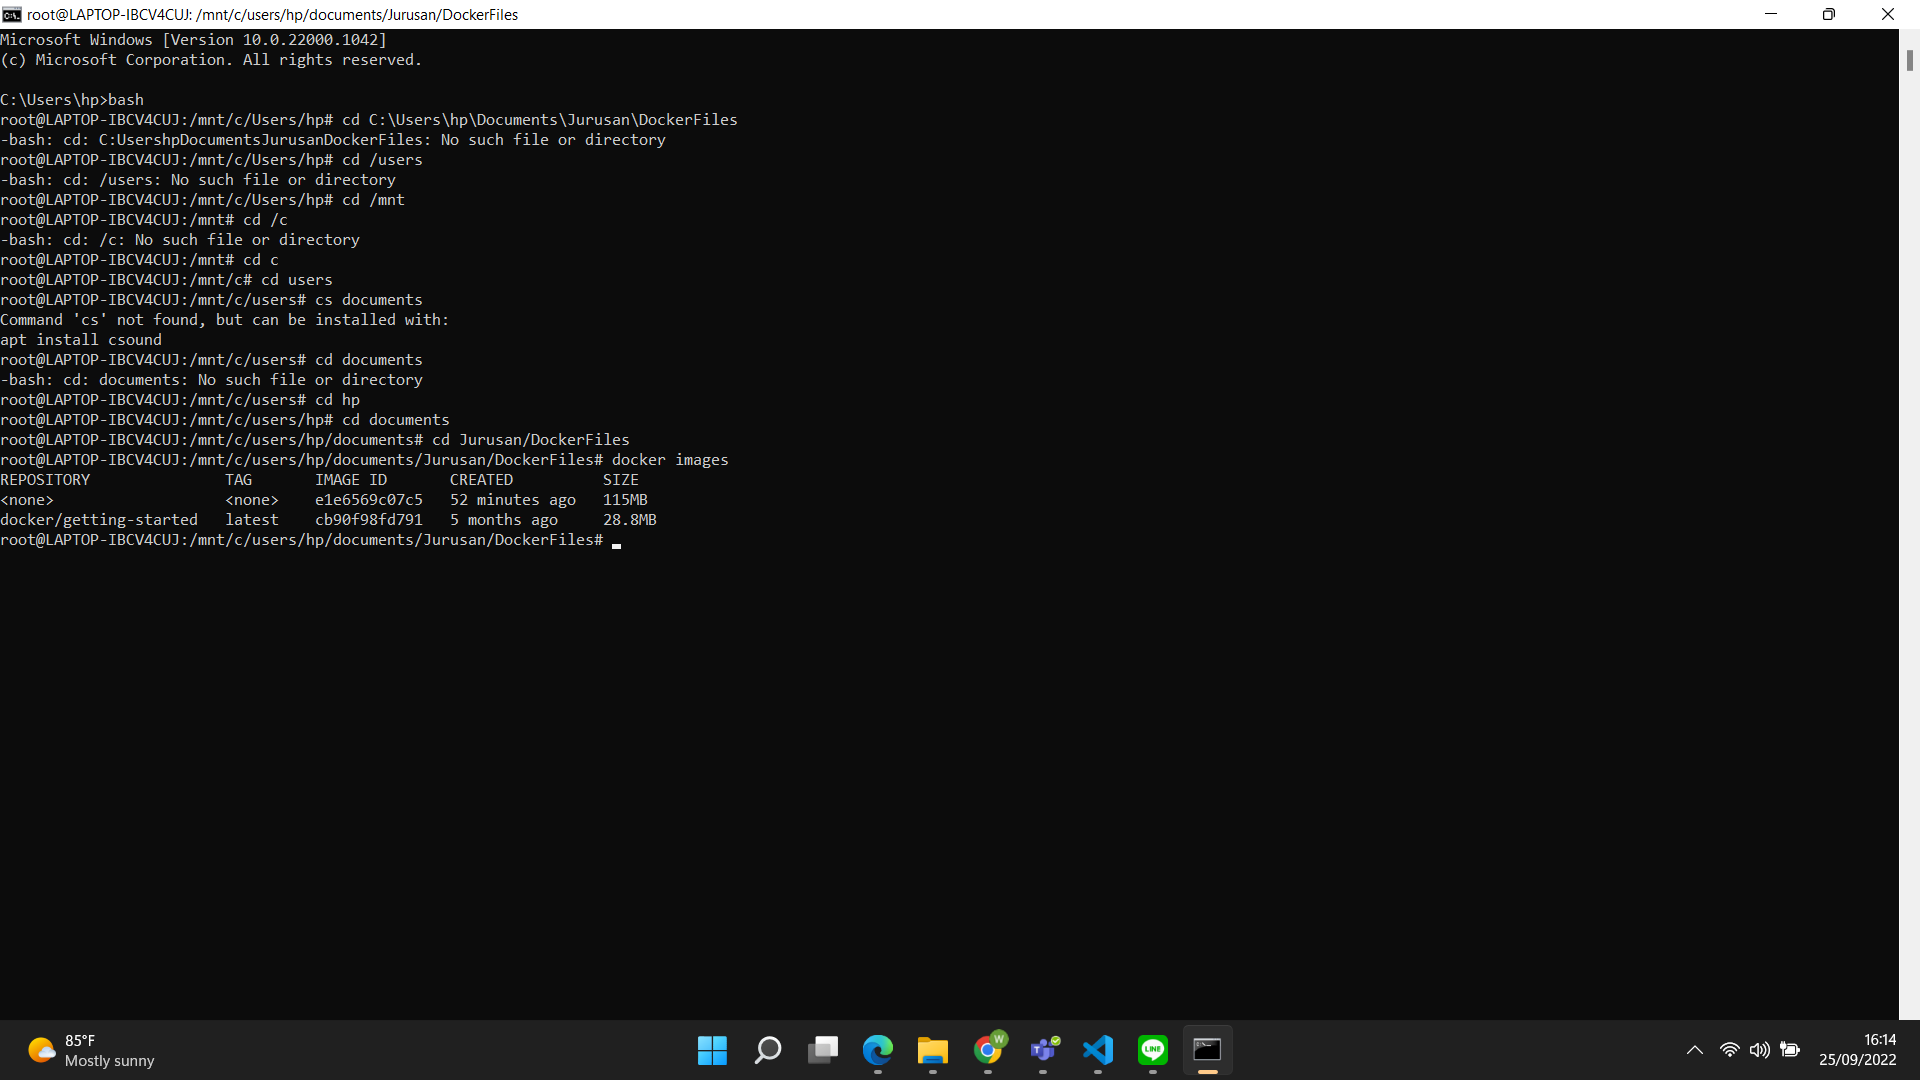 root@LAPTOP-IBCV4CUJ: /mnt/c/users/hp/documents/Jurusan/DockerFiles
Microsoft Windows [Version 10.0.22000.1042]
(c) Microsoft Corporation. All rights reserved.
C:\Users\hp>bash
root@LAPTOP-IBCV4CUJ:/mnt/c/Users/hp# cd C:\Users\hp\Documents\Jurusan\DockerFiles
-bash: cd: C:UsershpDocumentsJurusanDockerFiles: No such file or directory
root@LAPTOP-IBCV4CUJ:/mnt/c/Users/hp# cd /users
-bash: cd: /users: No such file or directory
root@LAPTOP-IBCV4CUJ:/mnt/c/Users/hp# cd /mnt
root@LAPTOP-IBCV4CUJ:/mnt# cd /c
-bash: cd: /c: No such file or directory
root@LAPTOP-IBCV4CUJ:/mnt# cd c
root@LAPTOP-IBCV4CUJ:/mnt/c# cd users
root@LAPTOP-IBCV4CUJ:/mnt/c/users# cs documents
Command 'cs' not found, but can be installed with:
apt install csound
root@LAPTOP-IBCV4CUJ:/mnt/c/users# cd documents
-bash: cd: documents: No such file or directory
root@LAPTOP-IBCV4CUJ:/mnt/c/users# cd hp
root@LAPTOP-IBCV4CUJ:/mnt/c/users/hp# cd documents
root@LAPTOP-IBCV4CUJ:/mnt/c/users/hp/documents# cd Jurusan/DockerFiles
root@LAPTOP-IBCV4CUJ:/mnt/c/users/hp/documents/Jurusan/DockerFiles# docker images
REPOSITORY TAG IMAGE ID CREATED SIZE
<none> <none> e1e6569c07c5 52 minutes ago 115MB
docker/getting-started latest cb90f98fd791 5 months ago 28.8MB
root@LAPTOP-IBCV4CUJ:/mnt/c/users/hp/documents/Jurusan/DockerFiles#
85°F
Mostly sunny
W
LINE
16:14
25/09/2022